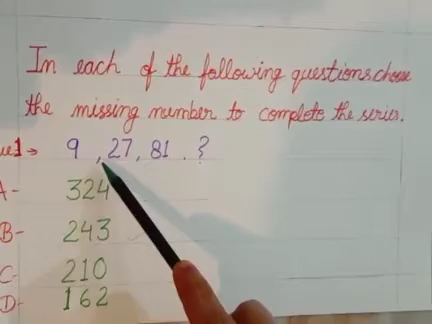 In each of the following questions choose
the missing number to complete the series.
ue1→ 9, 27, 81. ?
A- 324
B- 243
C- 210
D- 162